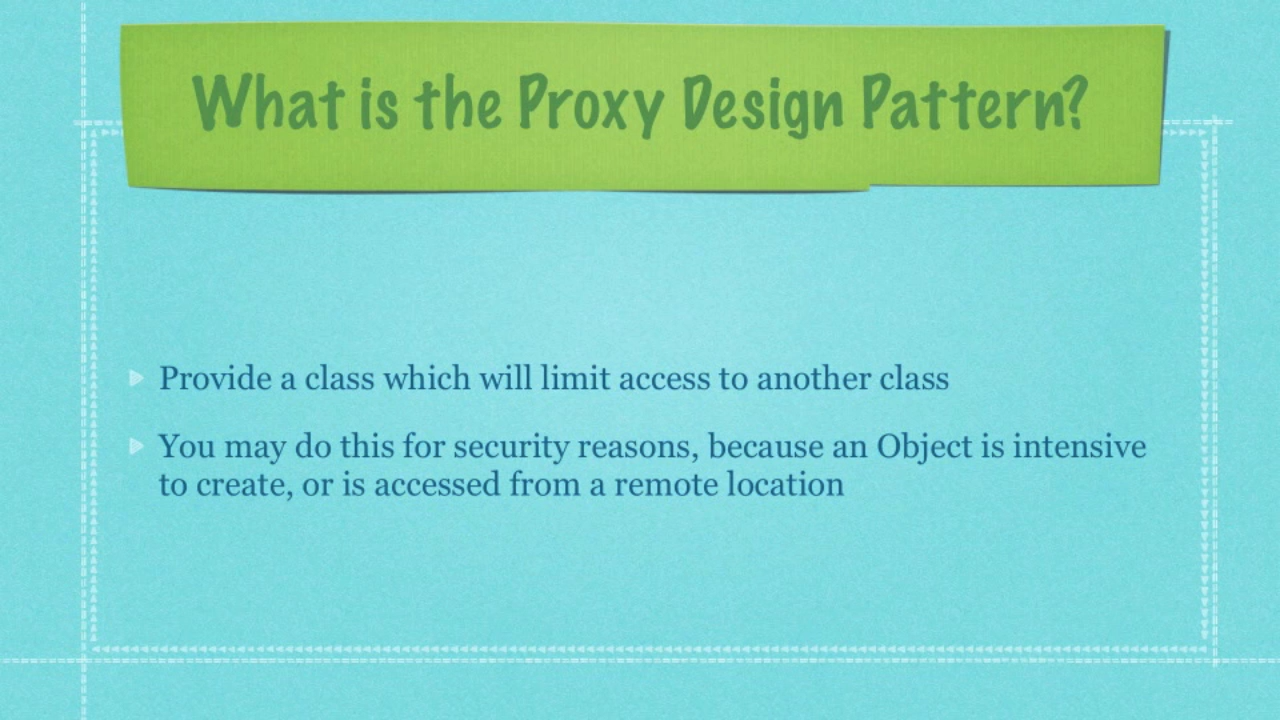 What is the Proxy Design Pattern?
Provide a class which will limit access to another class
You may do this for security reasons, because an Object is intensive
to create, or is accessed from a remote location